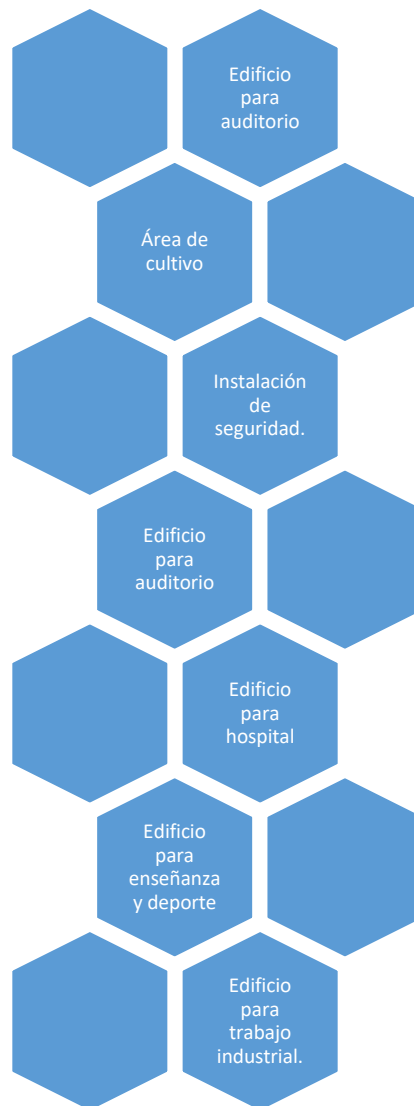 Edificio
para
auditorio
Área de
cultivo
Instalación
de
seguridad.
Edificio
para
auditorio
Edificio
para
hospital
Edificio
para
enseñanza
y deporte
Edificio
para
trabajo
industrial.